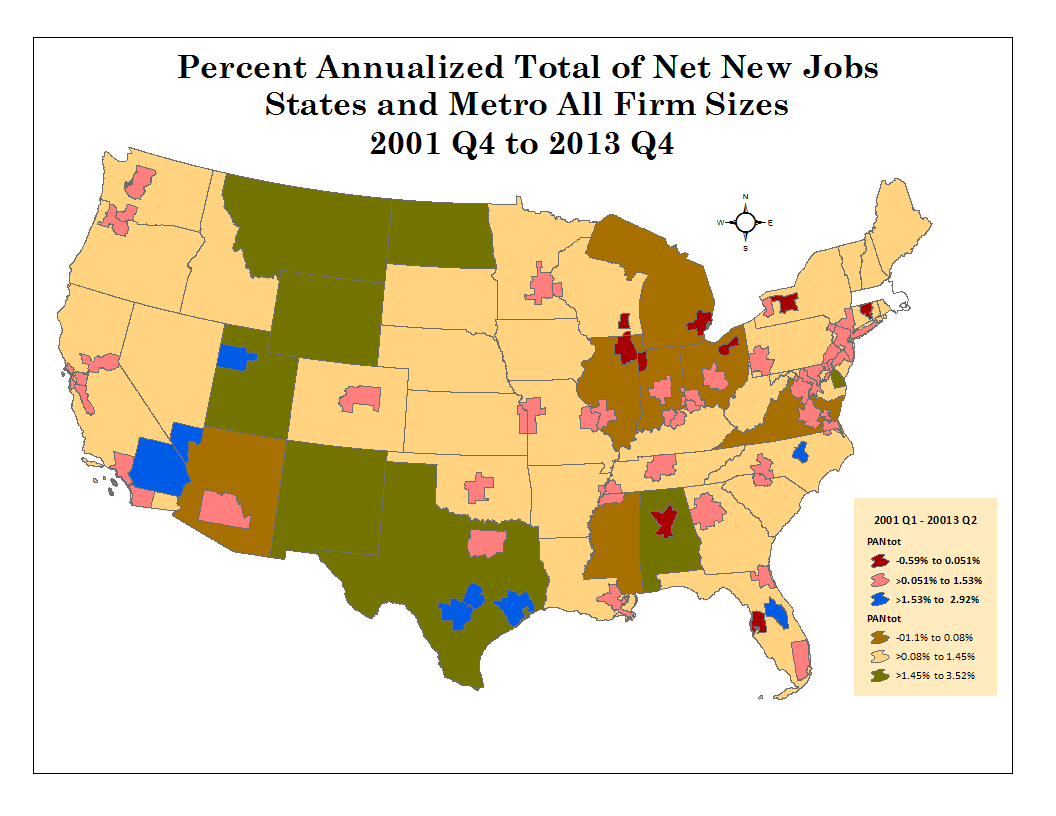 Percent Annualized Total of Net New Jobs
States and Metro All Firm Sizes
2001 Q4 to 2013 Q4
N
W
E
S
2001 Q1 - 20013 Q2
PANtot
-0.59% to 0.051%
>0.051% to 1.53%
>1.53% to 2.92%
PANtot
-01.1% to 0.08%
>0.08% to 1.45%
>1.45% to 3.52%